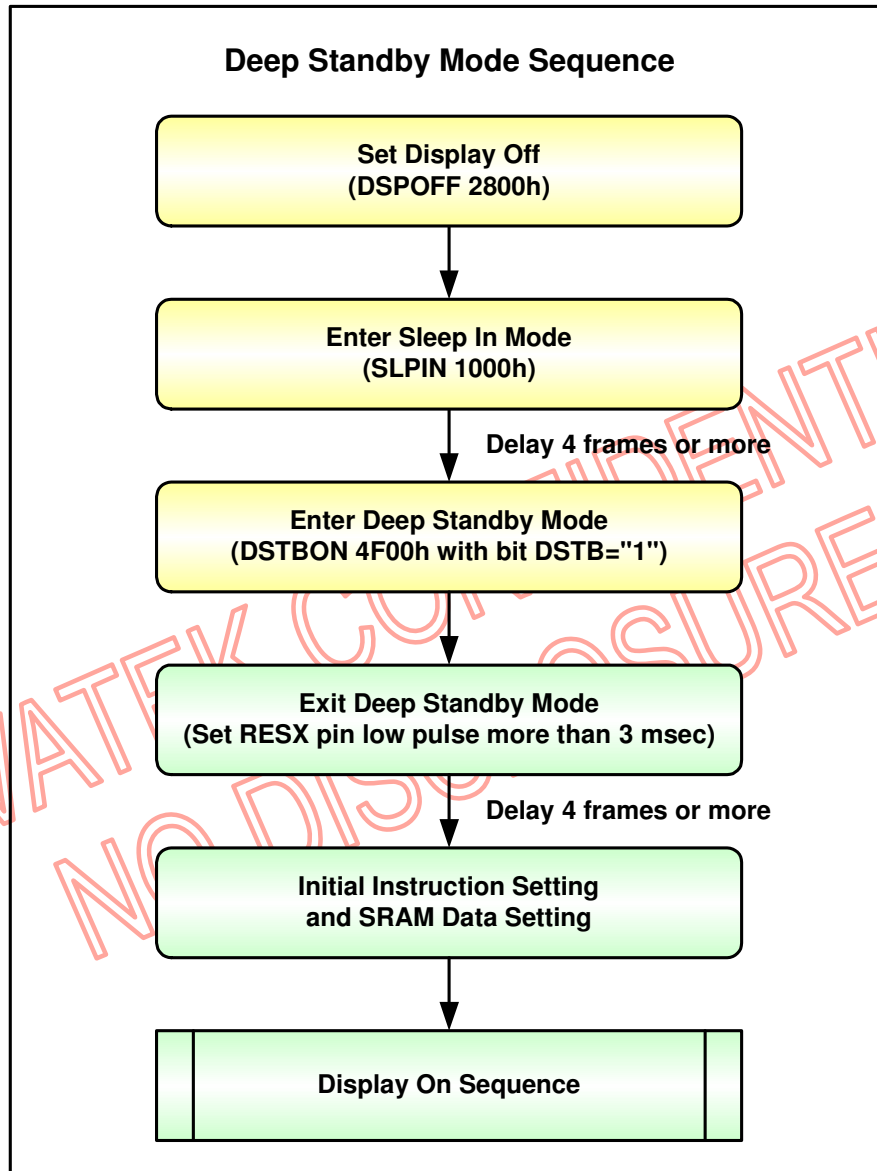 Deep Standby Mode Sequence
Set Display Off
(DSPOFF 2800h)
Enter Sleep In Mode
(SLPIN 1000h)
Delay 4 frames or more
Enter Deep Standby Mode
(DSTBON 4F00h with bit DSTB="1")
Exit Deep Standby Mode
(Set RESX pin low pulse more than 3 msec)
Delay 4 frames or more
Initial Instruction Setting
and SRAM Data Setting
Display On Sequence